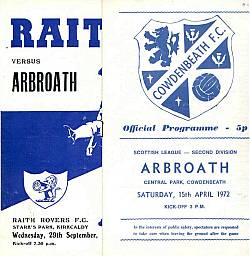 RAIT
VERSUS
ARBROATH
RAITH ROVERS F.C.
STARK'S PARK, KIRKCALDY
Wednesday, 20th September,
Kick-off 7.30 p.m.
COWDENBEATH F.C.
Official Programme - 5p
SCOTTISH LEAGUE — SECOND DIVISION
ARBROATH
CENTRAL PARK, COWDENBEATH
SATURDAY, 15th APRIL 1972
KICK-OFF 3 P.M.
In the interests of public safety, spectators are requested
to take care when leaving the ground after the game